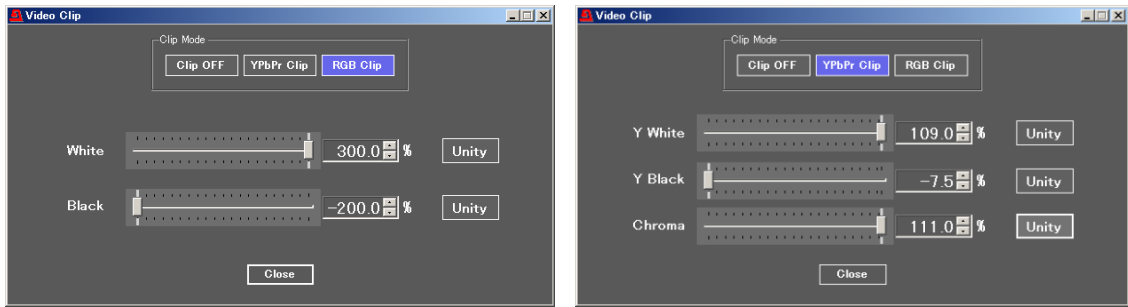 Video Clip
Clip Mode
Clip OFF YPbPr Clip RGB Clip
White 300.0 % Unity
Black -200.0 % Unity
Close
Video Clip
Clip Mode
Clip OFF YPbPr Clip RGB Clip
Y White 109.0 % Unity
Y Black -7.5 % Unity
Chroma 111.0 % Unity
Close